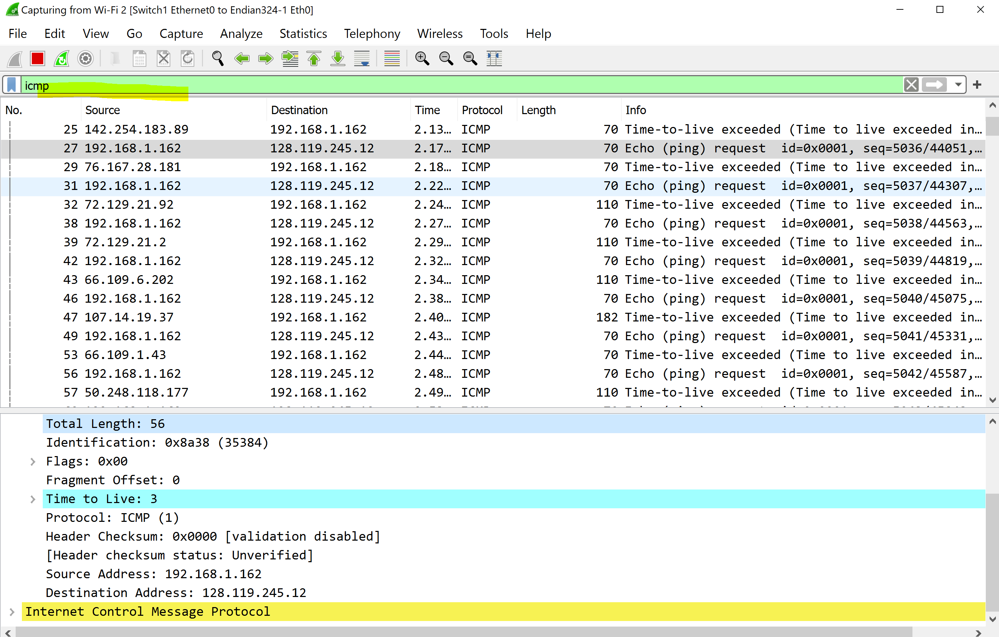 Capturing from Wi-Fi 2 [Switch1 Ethernet0 to Endian324-1 Eth0]
File Edit View Go Capture Analyze Statistics Telephony Wireless Tools Help
icmp
No. Source Destination Time Protocol Length Info
25 142.254.183.89 192.168.1.162 2.13… ICMP 70 Time-to-live exceeded (Time to live exceeded in…
27 192.168.1.162 128.119.245.12 2.17… ICMP 70 Echo (ping) request id=0x0001, seq=5036/44051,…
29 76.167.28.181 192.168.1.162 2.18… ICMP 70 Time-to-live exceeded (Time to live exceeded in…
31 192.168.1.162 128.119.245.12 2.22… ICMP 70 Echo (ping) request id=0x0001, seq=5037/44307,…
32 72.129.21.92 192.168.1.162 2.24… ICMP 110 Time-to-live exceeded (Time to live exceeded in…
38 192.168.1.162 128.119.245.12 2.27… ICMP 70 Echo (ping) request id=0x0001, seq=5038/44563,…
39 72.129.21.2 192.168.1.162 2.29… ICMP 110 Time-to-live exceeded (Time to live exceeded in…
42 192.168.1.162 128.119.245.12 2.32… ICMP 70 Echo (ping) request id=0x0001, seq=5039/44819,…
43 66.109.6.202 192.168.1.162 2.34… ICMP 110 Time-to-live exceeded (Time to live exceeded in…
46 192.168.1.162 128.119.245.12 2.38… ICMP 70 Echo (ping) request id=0x0001, seq=5040/45075,…
47 107.14.19.37 192.168.1.162 2.40… ICMP 182 Time-to-live exceeded (Time to live exceeded in…
49 192.168.1.162 128.119.245.12 2.43… ICMP 70 Echo (ping) request id=0x0001, seq=5041/45331,…
53 66.109.1.43 192.168.1.162 2.44… ICMP 70 Time-to-live exceeded (Time to live exceeded in…
56 192.168.1.162 128.119.245.12 2.48… ICMP 70 Echo (ping) request id=0x0001, seq=5042/45587,…
57 50.248.118.177 192.168.1.162 2.49… ICMP 110 Time-to-live exceeded (Time to live exceeded in…
Total Length: 56
Identification: 0x8a38 (35384)
Flags: 0x00
Fragment Offset: 0
Time to Live: 3
Protocol: ICMP (1)
Header Checksum: 0x0000 [validation disabled]
[Header checksum status: Unverified]
Source Address: 192.168.1.162
Destination Address: 128.119.245.12
Internet Control Message Protocol